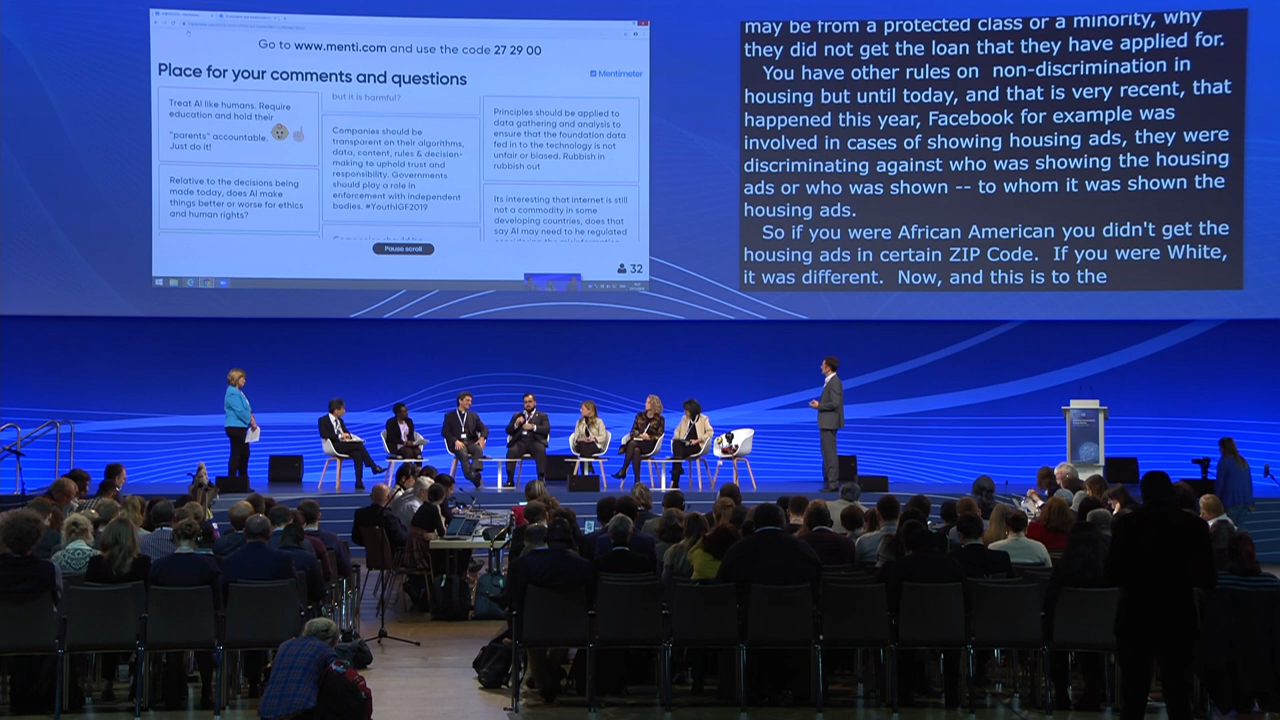 Go to www.menti.com and use the code 27 29 00
Place for your comments and questions
Mentimeter
Treat AI like humans. Require
education and hold their
"parents" accountable.
Just do it!
Relative to the decisions being
made today, does AI make
things better or worse for ethics
and human rights?
but it is harmful?
Companies should be
transparent on their algorithms,
data, content, rules & decision-
making to uphold trust and
responsibility. Governments
should play a role in
enforcement with independent
bodies. #YouthIGF2019
Principles should be applied to
data gathering and analysis to
ensure that the foundation data
fed in to the technology is not
unfair or biased. Rubbish in
rubbish out
Its interesting that internet is still
not a commodity in some
developing countries, does that
say AI may need to be regulated
Pause scroll
32
may be from a protected class or a minority, why
they did not get the loan that they have applied for.
You have other rules on non-discrimination in
housing but until today, and that is very recent, that
happened this year, Facebook for example was
involved in cases of showing housing ads, they were
discriminating against who was showing the housing
ads or who was shown -- to whom it was shown the
housing ads.
So if you were African American you didn't get the
housing ads in certain ZIP Code. If you were White,
it was different. Now, and this is to the